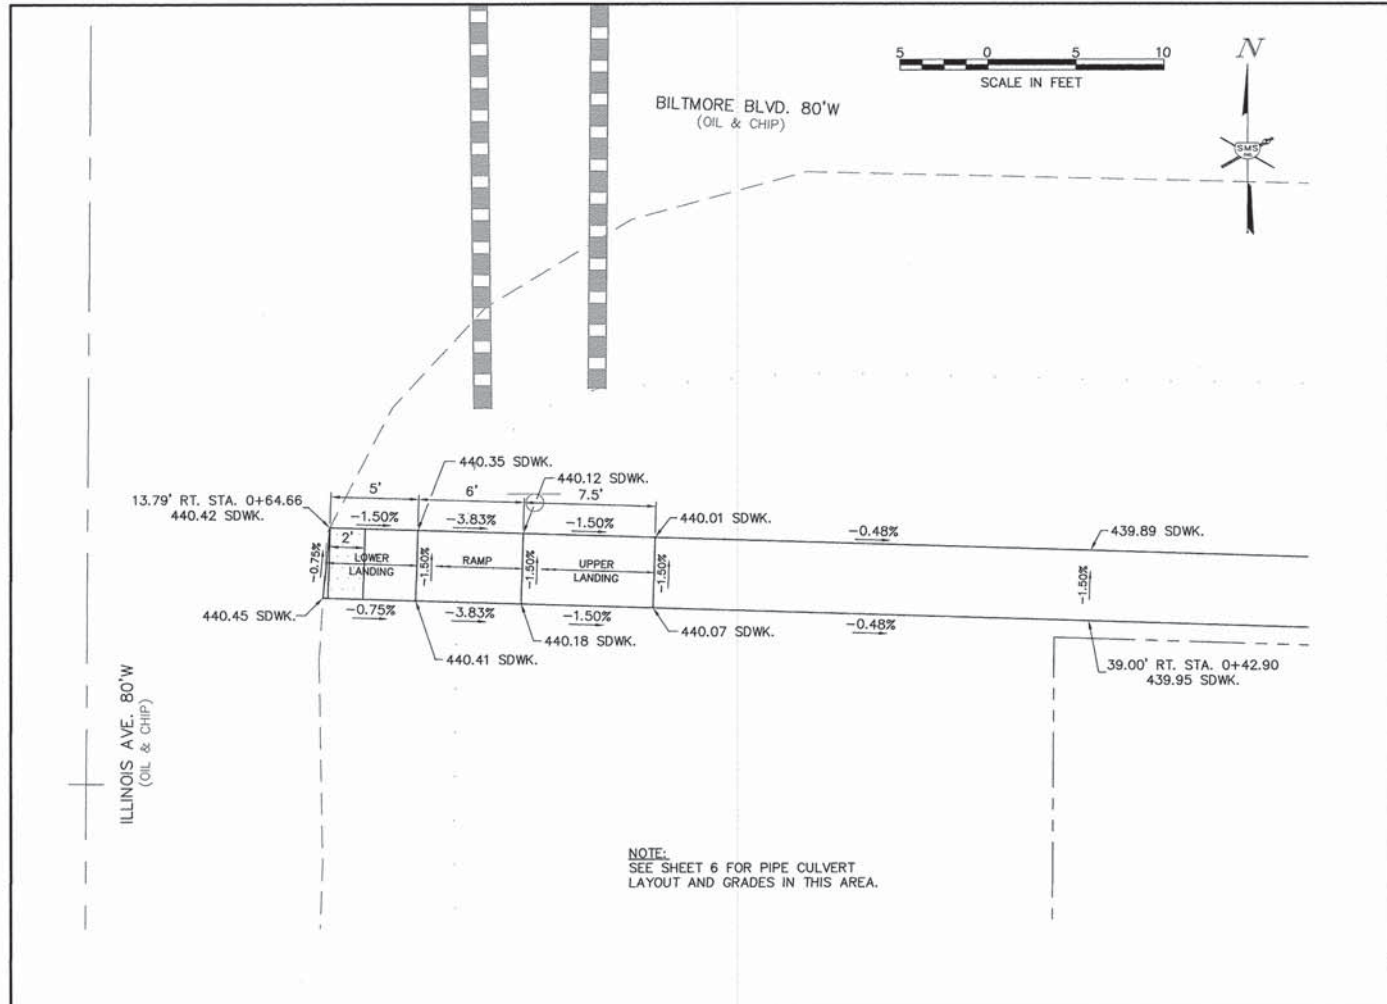 5 0 5 10
SCALE IN FEET
N
SMS
BILTMORE BLVD. 80'W
(OIL & CHIP)
440.35 SDWK.
440.12 SDWK.
5'
6'
7.5'
13.79' RT. STA. 0+64.66
440.42 SDWK.
-1.50%
-3.83%
-1.50%
440.01 SDWK.
-0.48%
439.89 SDWK.
2'
-0.75%
LOWER
LANDING
-1.50%
RAMP
-1.50%
UPPER
LANDING
-1.50%
-1.50%
440.45 SDWK.
-0.75%
-3.83%
-1.50%
440.07 SDWK.
-0.48%
440.18 SDWK.
440.41 SDWK.
39.00' RT. STA. 0+42.90
439.95 SDWK.
ILLINOIS AVE. 80'W
(OIL & CHIP)
NOTE:
SEE SHEET 6 FOR PIPE CULVERT
LAYOUT AND GRADES IN THIS AREA.